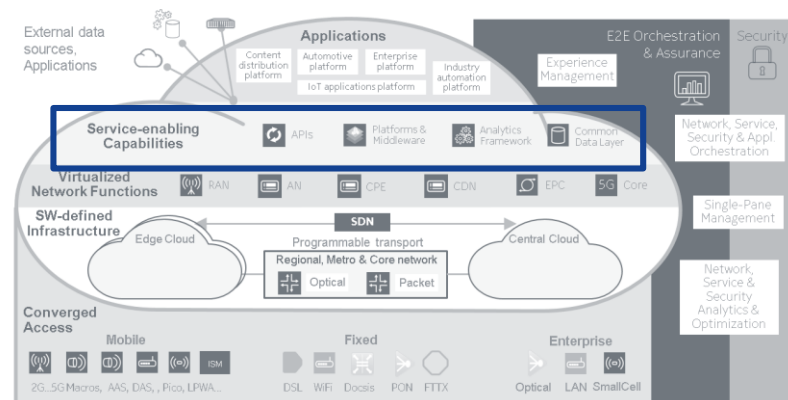 External data
sources,
Applications
Applications
Content
distribution
platform
Automotive
platform
Enterprise
platform
IoT applications platform
Industry
automation
platform
E2E Orchestration
& Assurance
Security
Experience
Management
Service-enabling
Capabilities
APIs
Platforms &
Middleware
Analytics
Framework
Common
Data Layer
Network, Service,
Security & Appl.
Orchestration
Virtualized
Network Functions
RAN
AN
CPE
CDN
EPC
5G Core
SW-defined
Infrastructure
SDN
Edge Cloud
Programmable transport
Central Cloud
Regional, Metro & Core network
Optical
Packet
Single-Pane
Management
Network,
Service &
Security
Analytics &
Optimization
Converged
Access
Mobile
ISM
2G...5G Macros, AAS, DAS, , Pico, LPWA...
Fixed
DSL WiFi Docsis PON FTTX
Enterprise
Optical LAN SmallCell